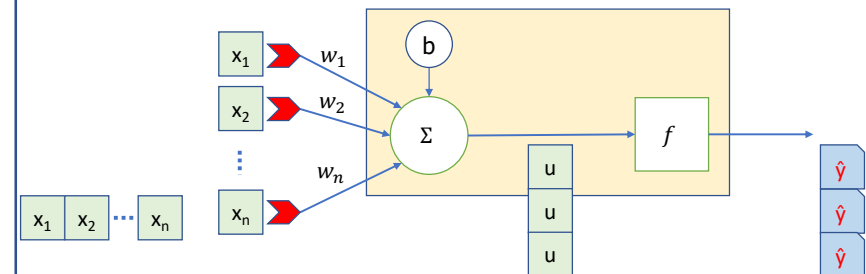 b
x₁ w₁
x₂ w₂
Σ f
⋮
wₙ u ŷ
x₁ x₂ ⋯ xₙ xₙ u ŷ
u ŷ